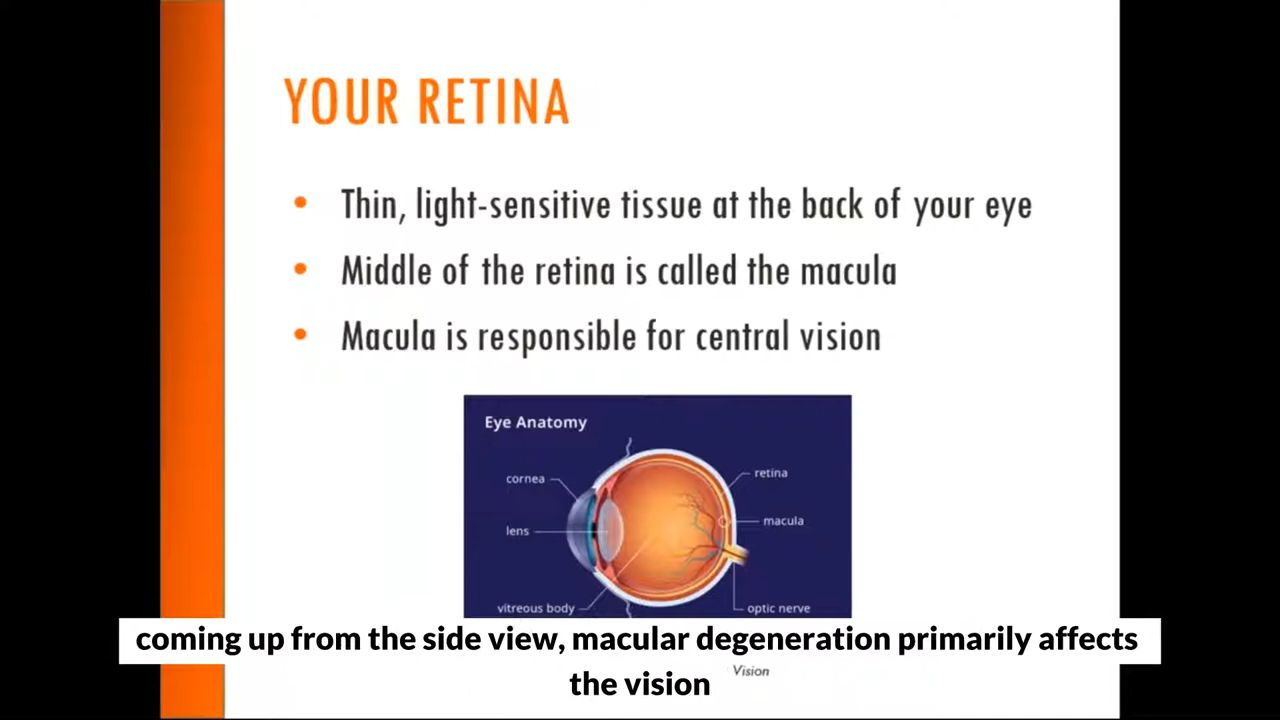 YOUR RETINA
• Thin, light-sensitive tissue at the back of your eye
• Middle of the retina is called the macula
• Macula is responsible for central vision
Eye Anatomy
cornea
retina
macula
lens
vitreous body
optic nerve
coming up from the side view, macular degeneration primarily affects
the vision
Vision